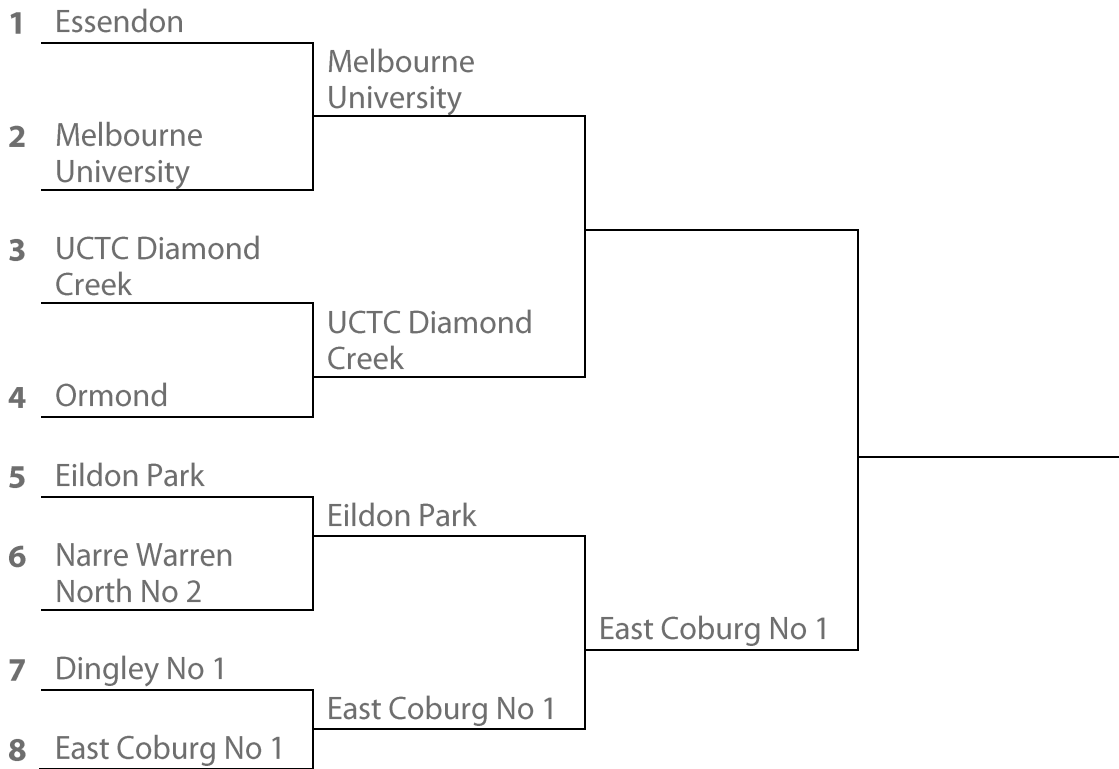 1 Essendon
Melbourne
University
2 Melbourne
University
3 UCTC Diamond
Creek
UCTC Diamond
Creek
4 Ormond
5 Eildon Park
Eildon Park
6 Narre Warren
North No 2
East Coburg No 1
7 Dingley No 1
East Coburg No 1
8 East Coburg No 1